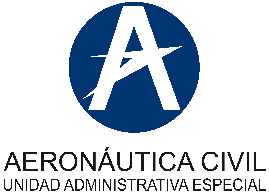 A
AERONÁUTICA CIVIL
UNIDAD ADMINISTRATIVA ESPECIAL